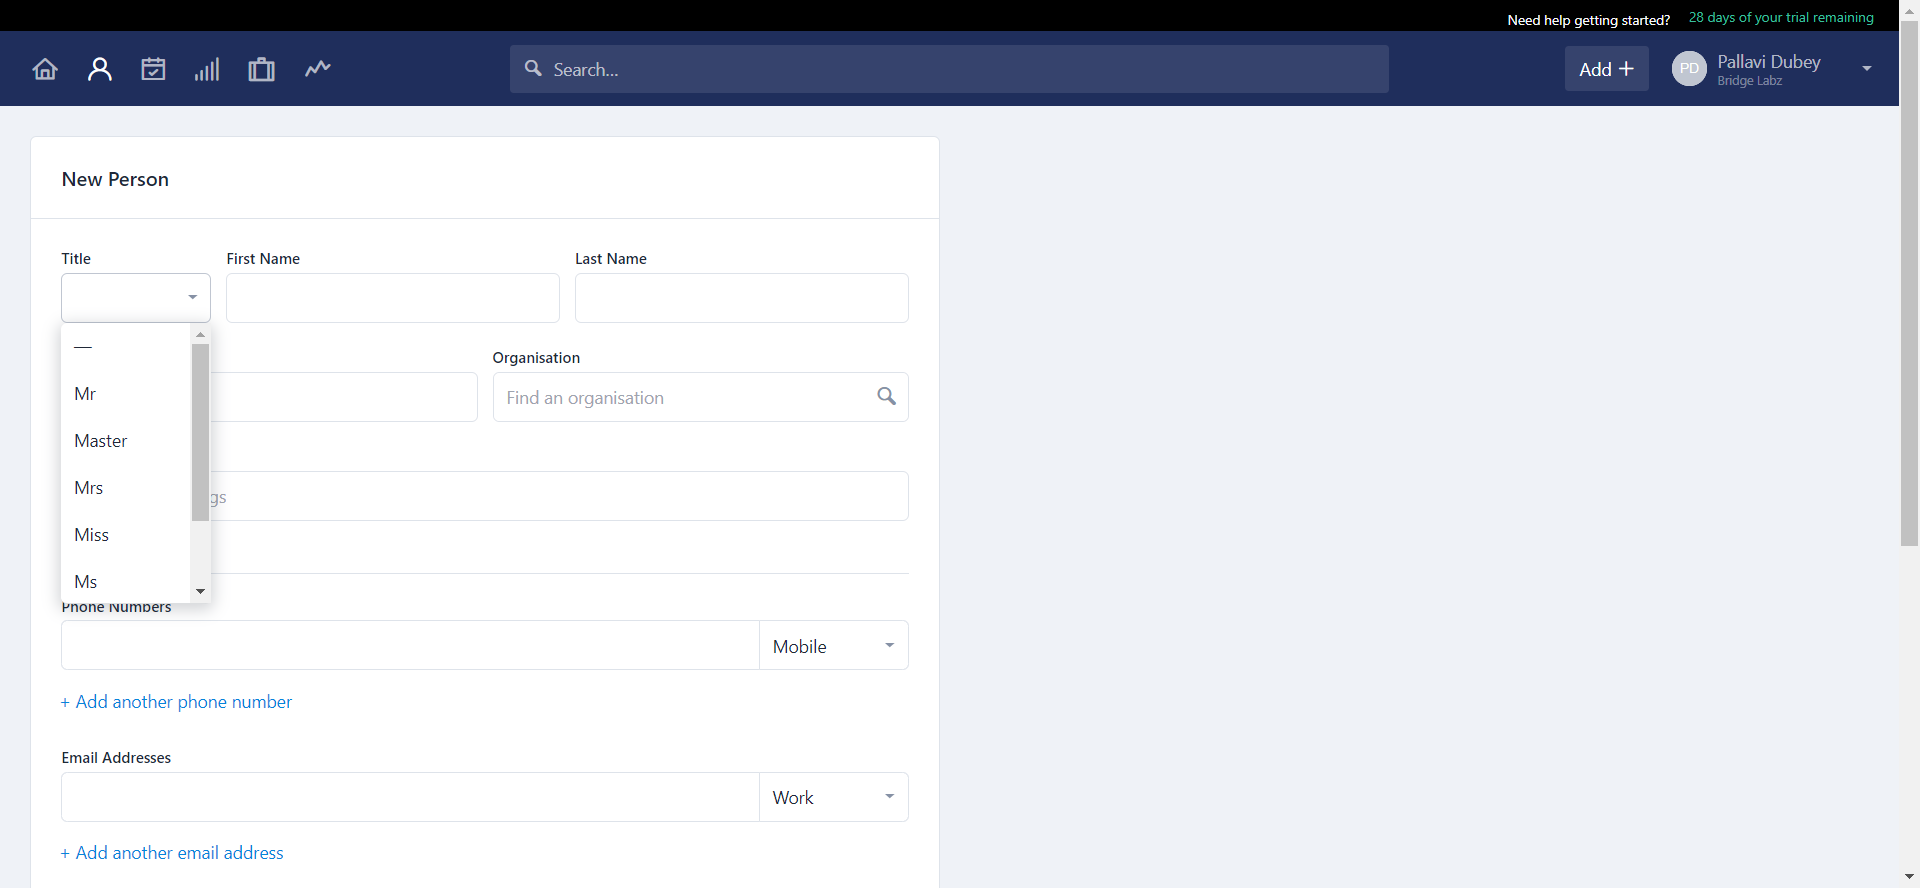 Need help getting started? 28 days of your trial remaining
Search...
Add +
PD
Pallavi Dubey
Bridge Labz
New Person
Title First Name Last Name
—
Mr
Master
Mrs
Miss
Ms
Organisation
Find an organisation
gs
Phone Numbers
Mobile
+ Add another phone number
Email Addresses
Work
+ Add another email address